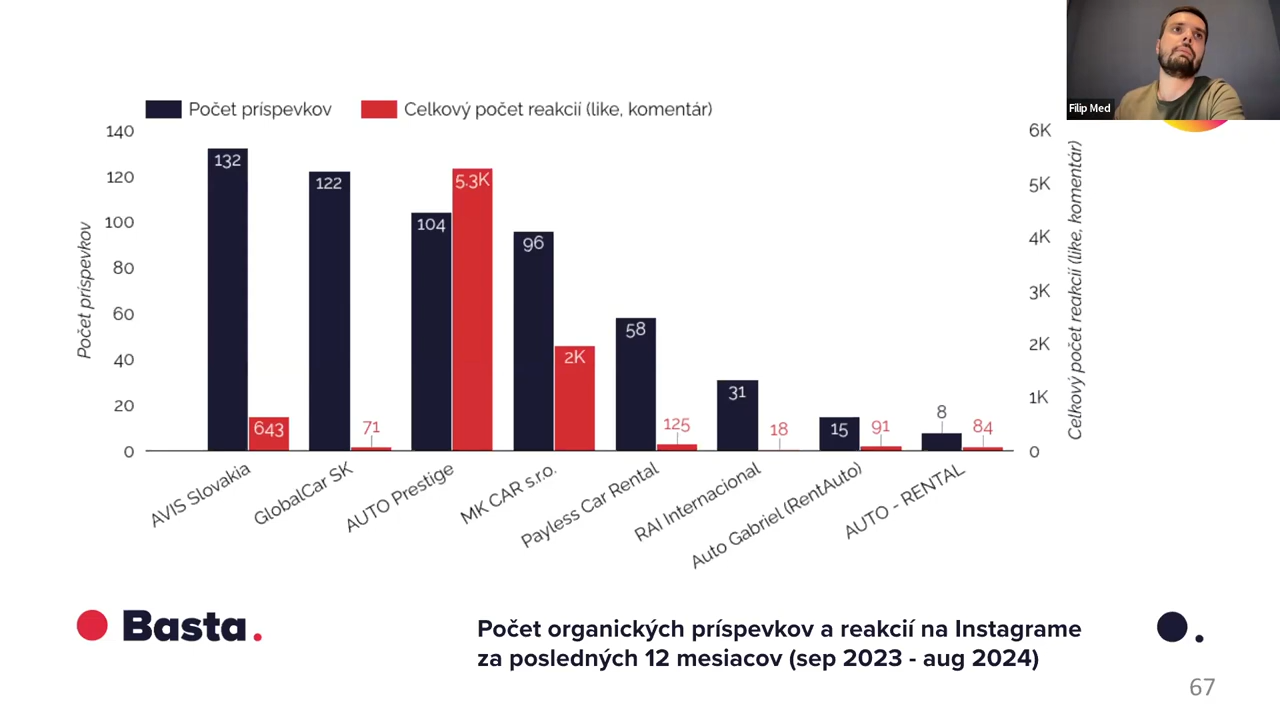 Filip Med
Počet príspevkov
Celkový počet reakcií (like, komentár)
140
120
100
80
60
40
20
0
Počet príspevkov
6K
5K
4K
3K
2K
1K
0
Celkový počet reakcií (like, komentár)
132
643
122
71
104
5.3K
96
2K
58
125
31
18
15
91
8
84
AVIS Slovakia
GlobalCar SK
AUTO Prestige
MK CAR s.r.o.
Payless Car Rental
RAI Internacional
Auto Gabriel (RentAuto)
AUTO - RENTAL
Basta.
Počet organických príspevkov a reakcií na Instagrame
za posledných 12 mesiacov (sep 2023 - aug 2024)
67